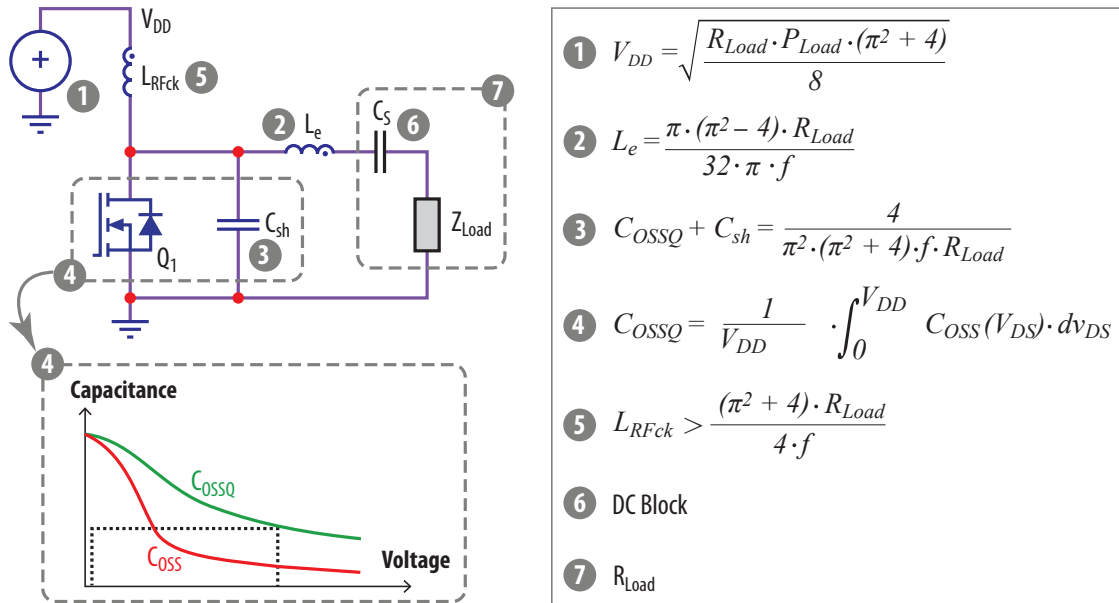 V_DD
+
1
L_RFck 5
7
2 L_e
C_S 6
Z_Load
Q_1
C_sh
3
4
4
Capacitance
C_OSSQ
C_OSS
Voltage
1 V_DD = √(R_Load · P_Load · (π² + 4) / 8)
2 L_e = π · (π² – 4) · R_Load / 32 · π · f
3 C_OSSQ + C_sh = 4 / π² · (π² + 4) · f · R_Load
4 C_OSSQ = 1 / V_DD · ∫_0^V_DD C_OSS (V_DS) · dv_DS
5 L_RFck > (π² + 4) · R_Load / 4 · f
6 DC Block
7 R_Load